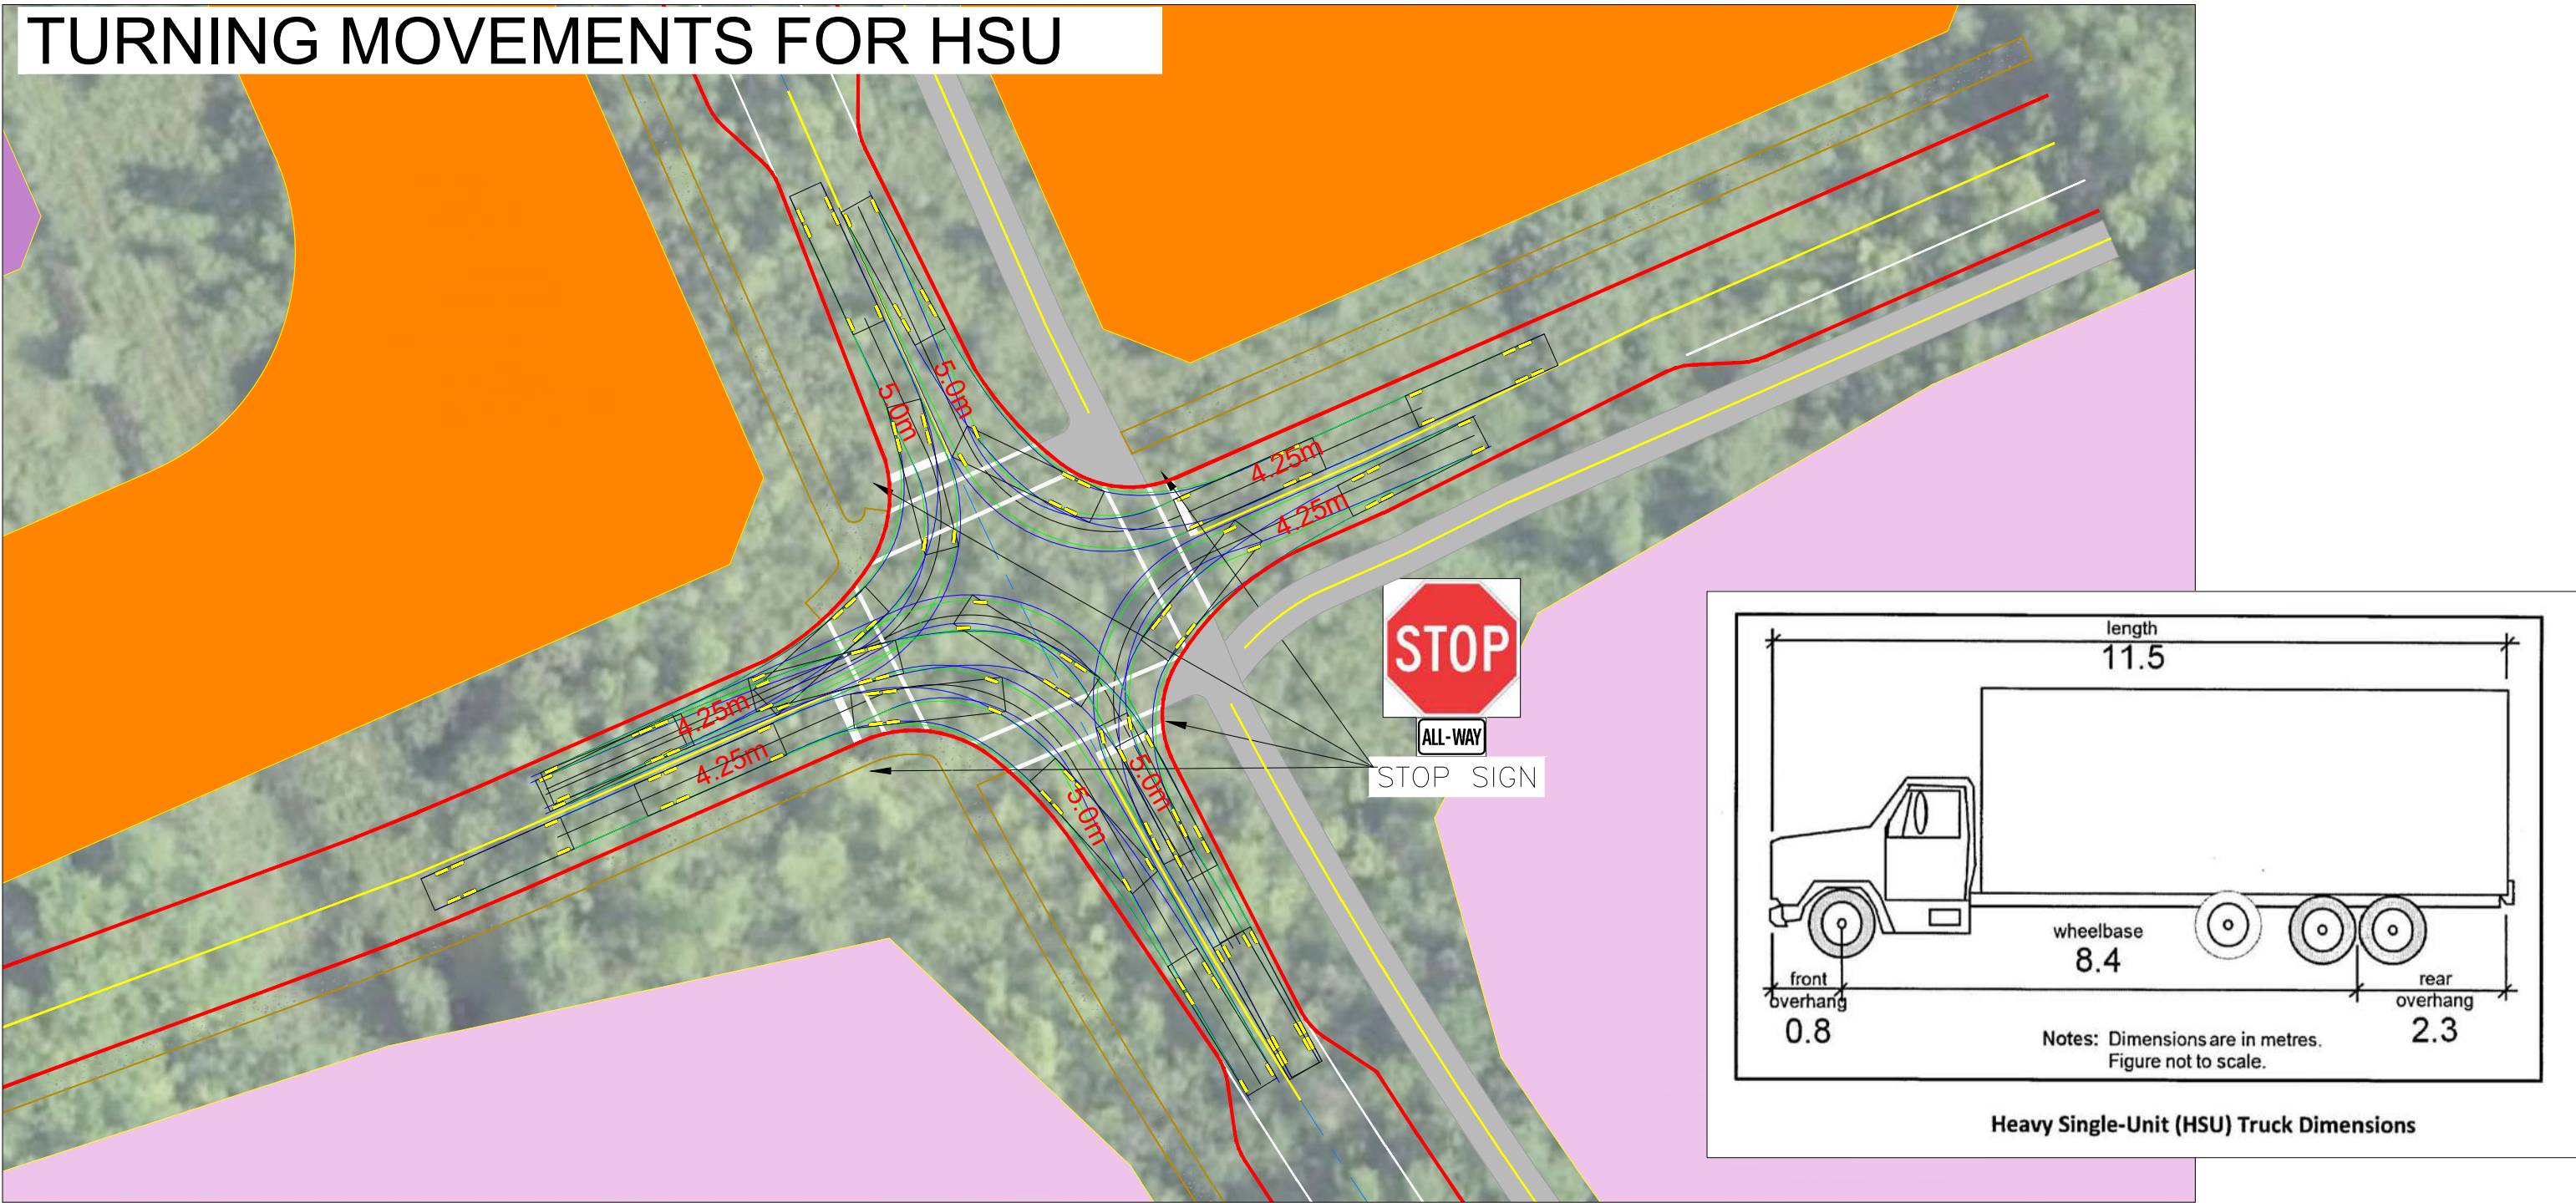 TURNING MOVEMENTS FOR HSU
5.0m
5.0m
4.25m
4.25m
4.25m
4.25m
5.0m
5.0m
STOP
ALL-WAY
STOP SIGN
length
11.5
wheelbase
8.4
front
overhang
0.8
rear
overhang
2.3
Notes: Dimensions are in metres.
Figure not to scale.
Heavy Single-Unit (HSU) Truck Dimensions